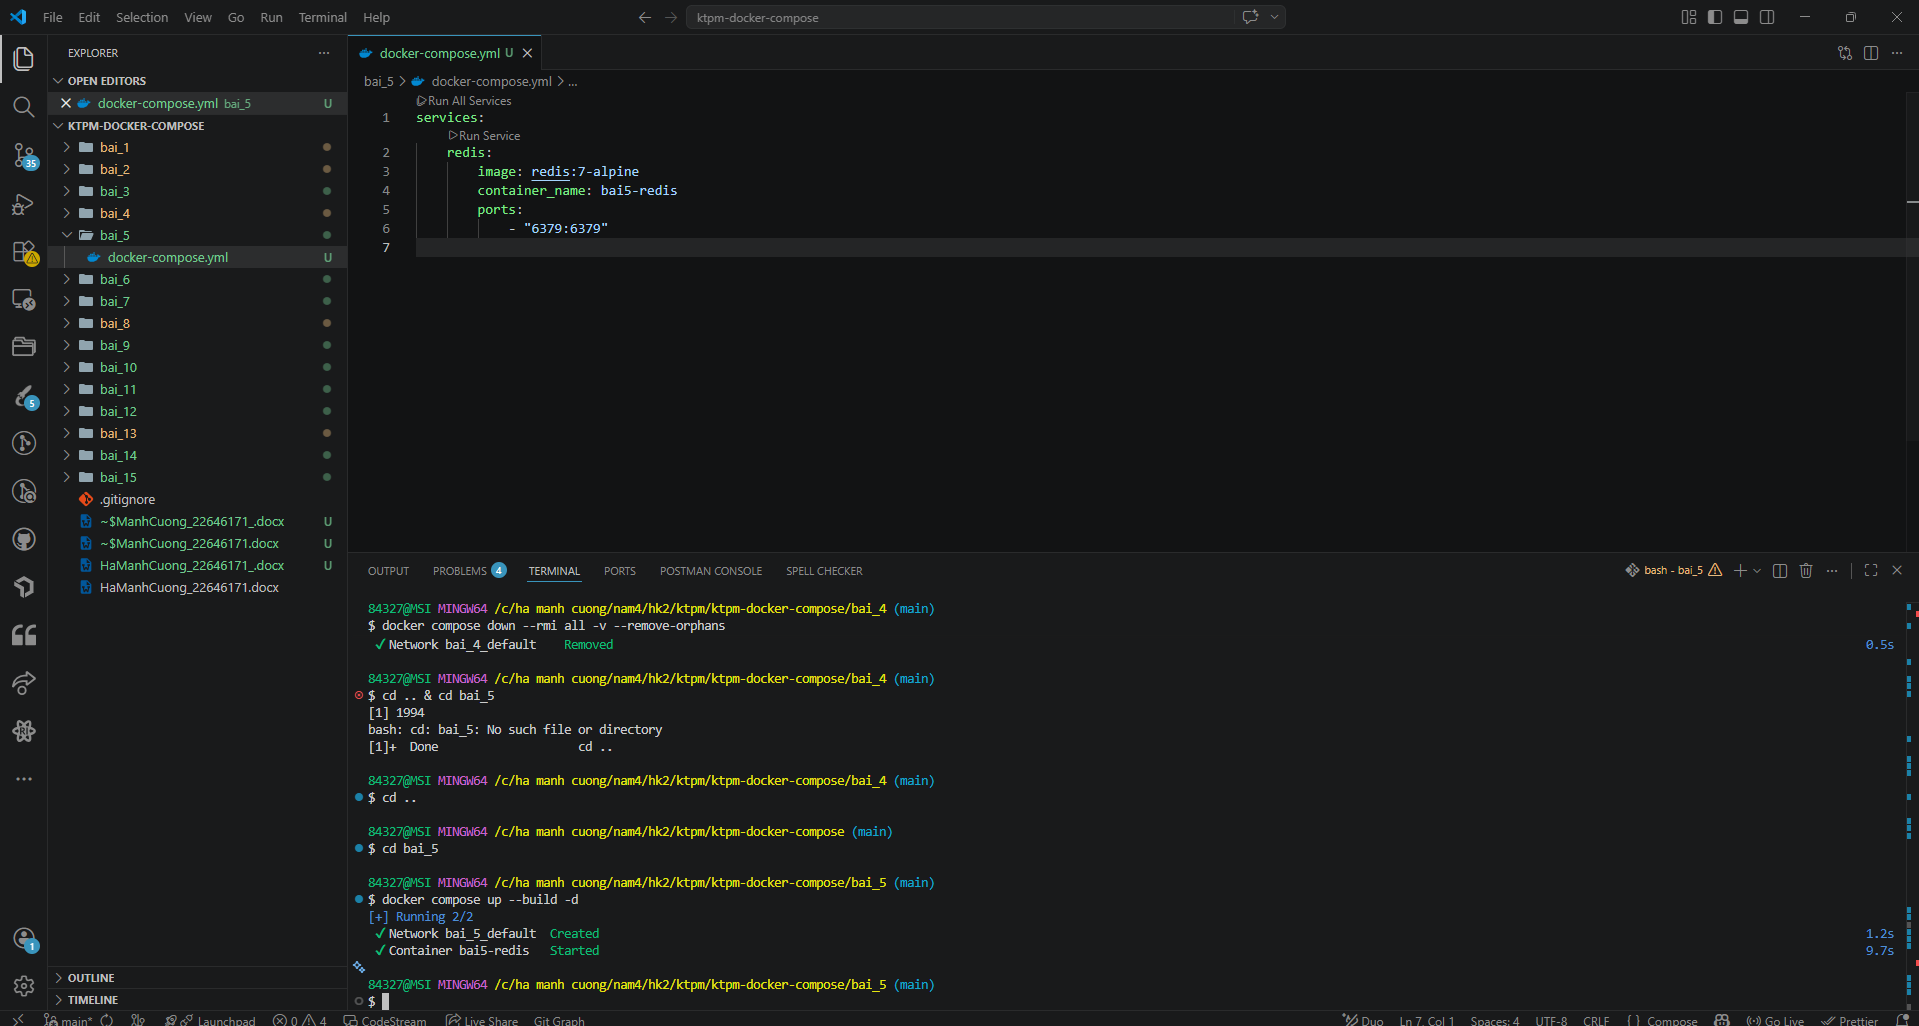 File Edit Selection View Go Run Terminal Help
ktpm-docker-compose
EXPLORER
OPEN EDITORS
docker-compose.yml bai_5 U
KTPM-DOCKER-COMPOSE
bai_1
bai_2
bai_3
bai_4
bai_5
docker-compose.yml U
bai_6
bai_7
bai_8
bai_9
bai_10
bai_11
bai_12
bai_13
bai_14
bai_15
.gitignore
~$ManhCuong_22646171_.docx U
~$ManhCuong_22646171.docx U
HaManhCuong_22646171_.docx U
HaManhCuong_22646171.docx
OUTLINE
TIMELINE
35
5
1
docker-compose.yml U
bai_5 > docker-compose.yml > ...
Run All Services
1 services:
Run Service
2 redis:
3 image: redis:7-alpine
4 container_name: bai5-redis
5 ports:
6 - "6379:6379"
7
OUTPUT PROBLEMS 4 TERMINAL PORTS POSTMAN CONSOLE SPELL CHECKER
bash - bai_5
84327@MSI MINGW64 /c/ha manh cuong/nam4/hk2/ktpm/ktpm-docker-compose/bai_4 (main)
$ docker compose down --rmi all -v --remove-orphans
✓Network bai_4_default Removed 0.5s
84327@MSI MINGW64 /c/ha manh cuong/nam4/hk2/ktpm/ktpm-docker-compose/bai_4 (main)
$ cd .. & cd bai_5
[1] 1994
bash: cd: bai_5: No such file or directory
[1]+ Done cd ..
84327@MSI MINGW64 /c/ha manh cuong/nam4/hk2/ktpm/ktpm-docker-compose/bai_4 (main)
$ cd ..
84327@MSI MINGW64 /c/ha manh cuong/nam4/hk2/ktpm/ktpm-docker-compose (main)
$ cd bai_5
84327@MSI MINGW64 /c/ha manh cuong/nam4/hk2/ktpm/ktpm-docker-compose/bai_5 (main)
$ docker compose up --build -d
[+] Running 2/2
✓Network bai_5_default Created 1.2s
✓Container bai5-redis Started 9.7s
84327@MSI MINGW64 /c/ha manh cuong/nam4/hk2/ktpm/ktpm-docker-compose/bai_5 (main)
$
main* Launchpad 0 4 CodeStream Live Share Git Graph
Duo Ln 7, Col 1 Spaces: 4 UTF-8 CRLF { } Compose Go Live Prettier